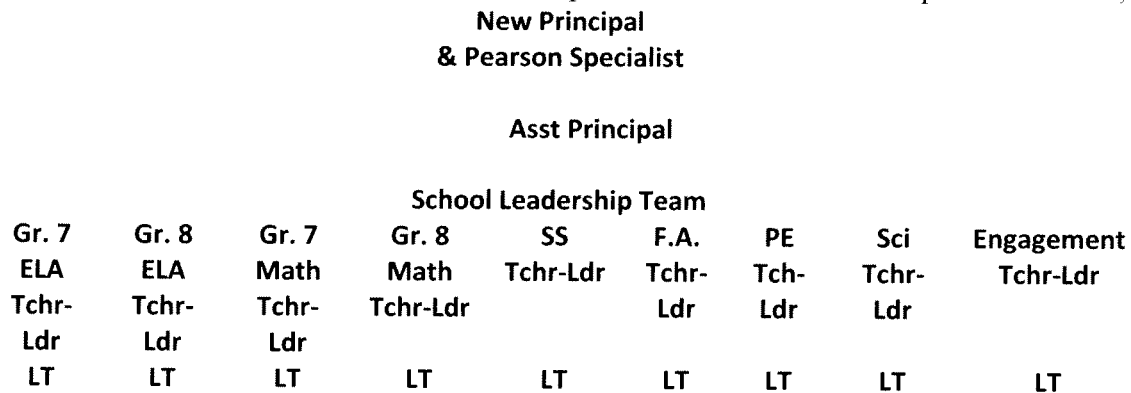 New Principal
& Pearson Specialist
Asst Principal
School Leadership Team
Gr. 7 Gr. 8 Gr. 7 Gr. 8 SS F.A. PE Sci Engagement
ELA ELA Math Math Tchr-Ldr Tchr- Tch- Tchr- Tchr-Ldr
Tchr- Tchr- Tchr- Tchr-Ldr Ldr Ldr Ldr
Ldr Ldr Ldr
LT LT LT LT LT LT LT LT LT